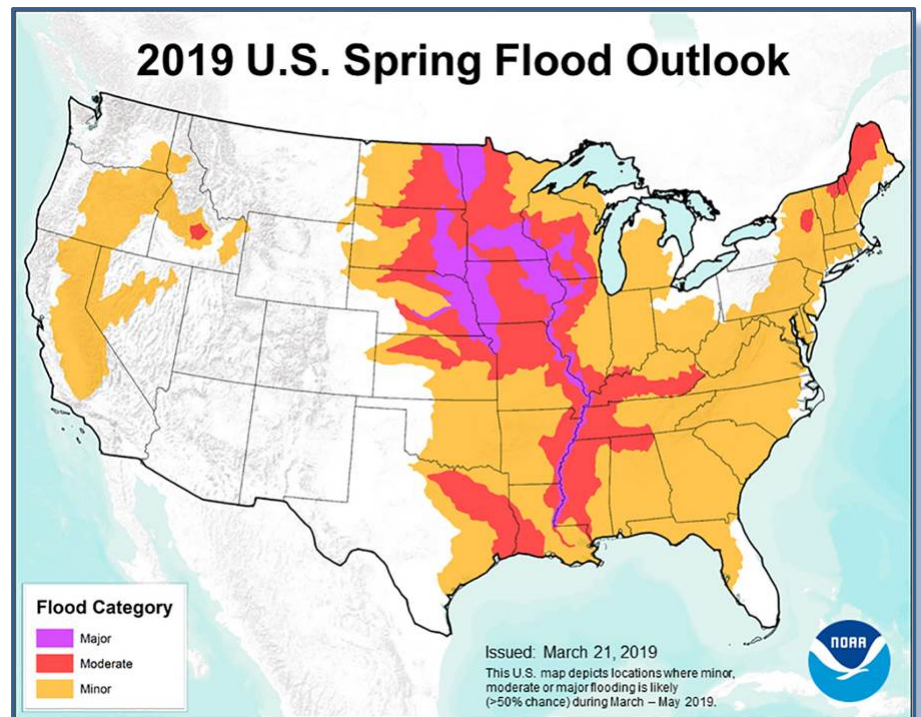 2019 U.S. Spring Flood Outlook
Flood Category
Major
Moderate
Minor
Issued: March 21, 2019
This U.S. map depicts locations where minor,
moderate or major flooding is likely
(>50% chance) during March – May 2019.
NOAA